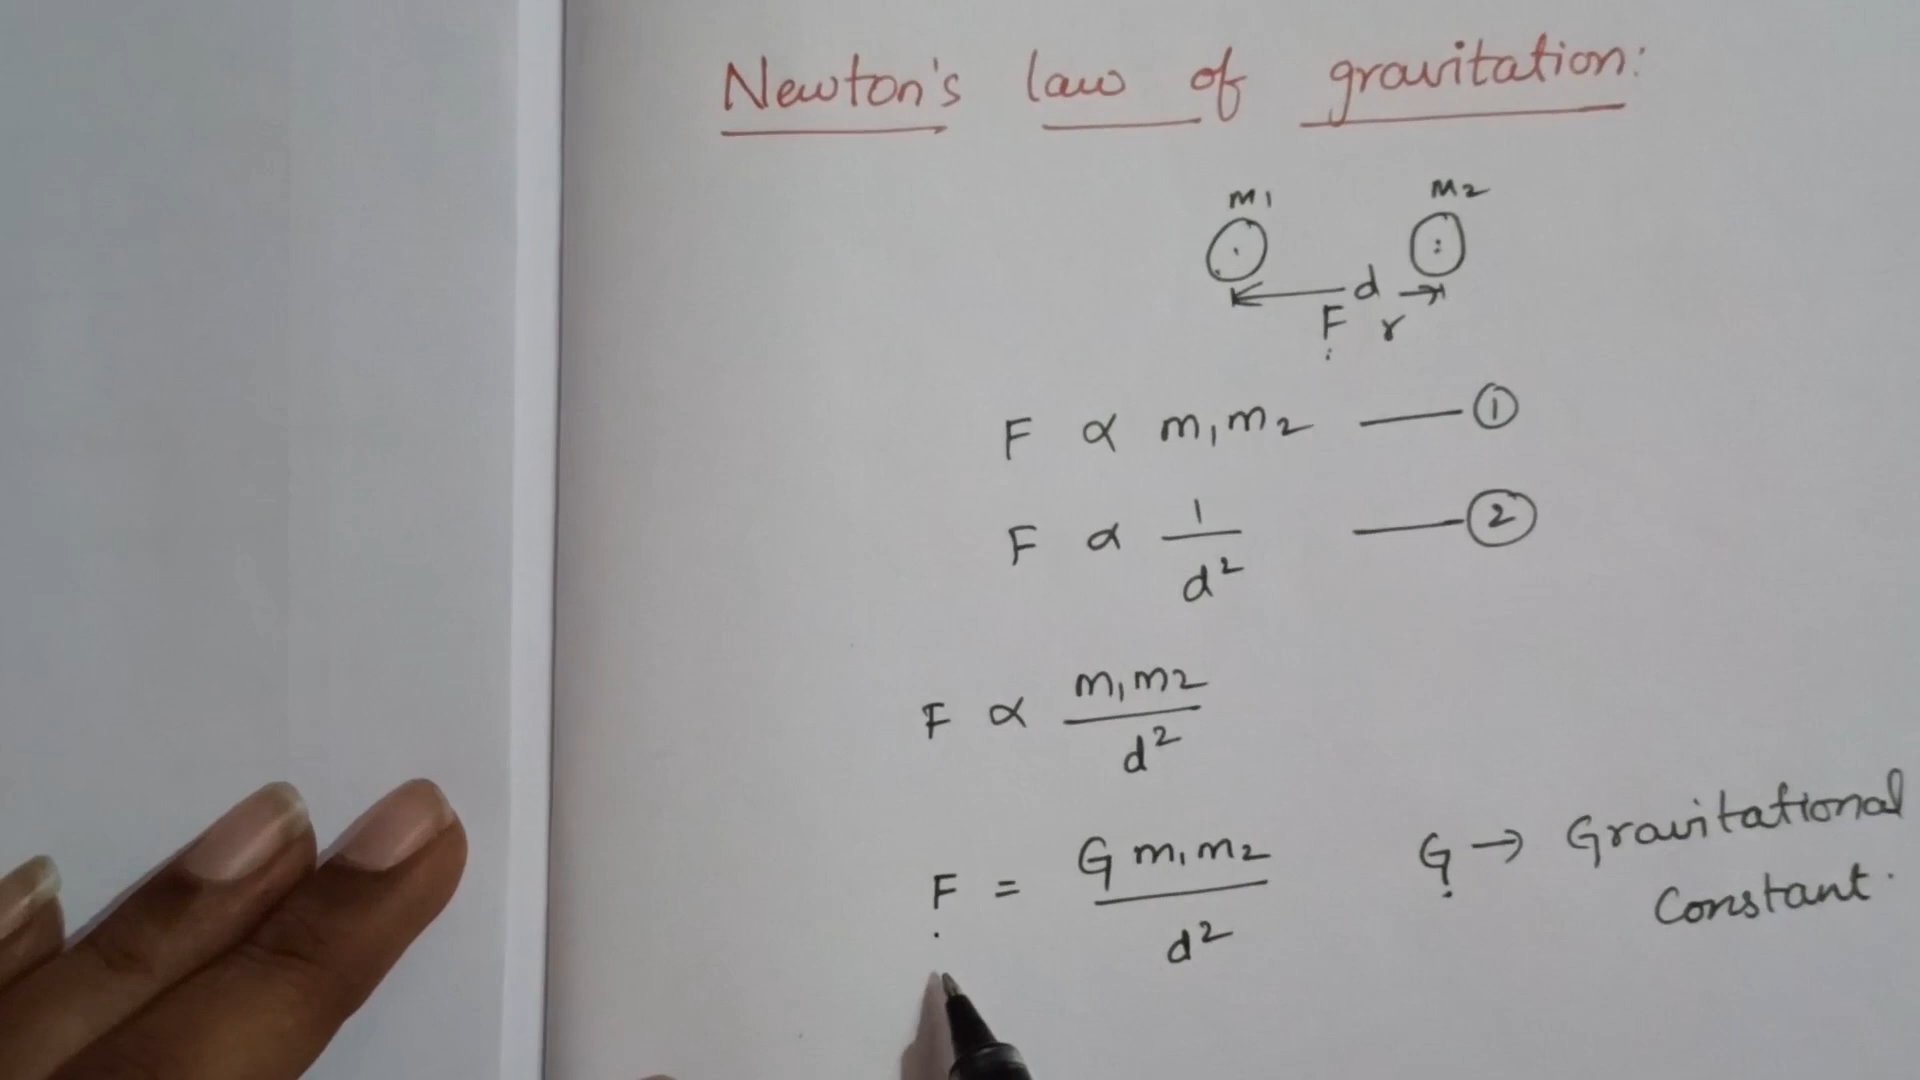 Newton's law of gravitation:
m1 m2
d
F r
F ∝ m1m2 —— ①
F ∝ 1/d² —— ②
F ∝ m1m2/d²
F = G m1m2/d² G → Gravitational
Constant.